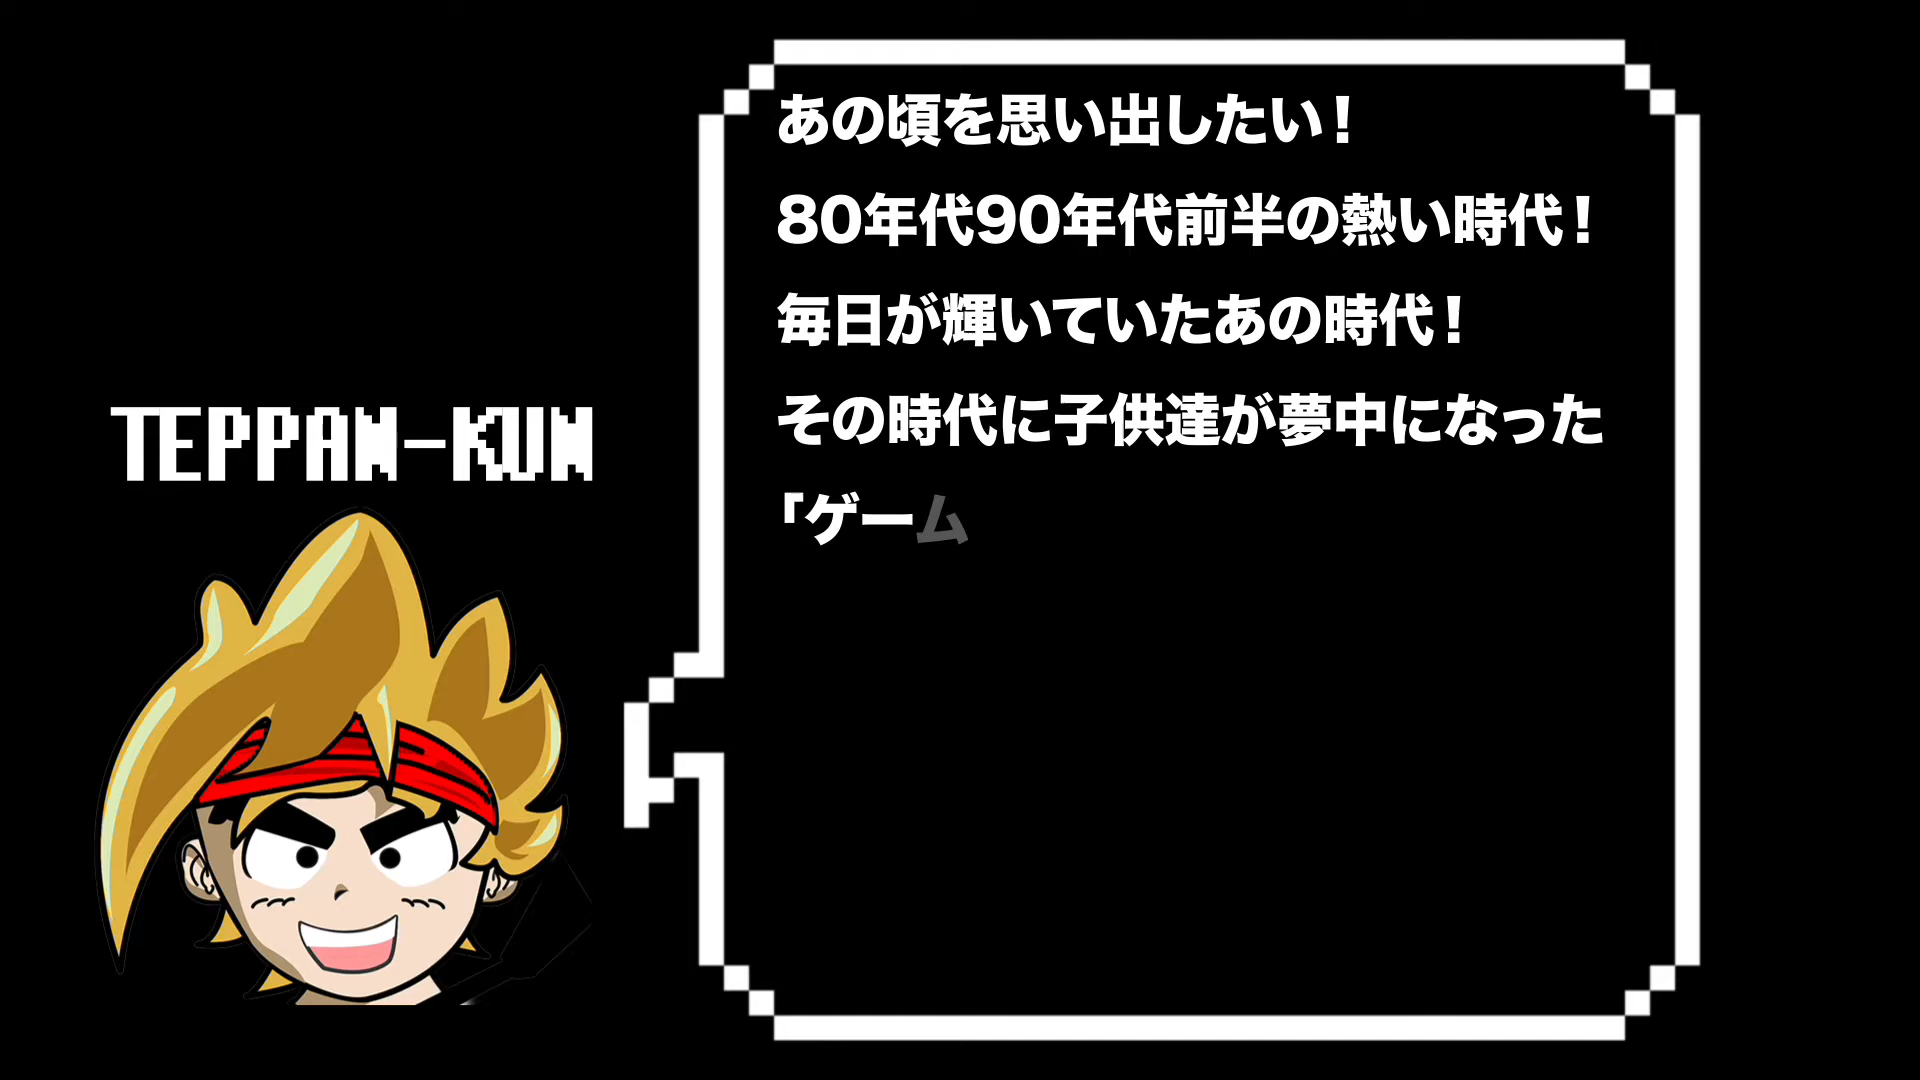 TEPPAN-KUN
あの頃を思い出したい！
80年代90年代前半の熱い時代！
毎日が輝いていたあの時代！
その時代に子供達が夢中になった
「ゲーム